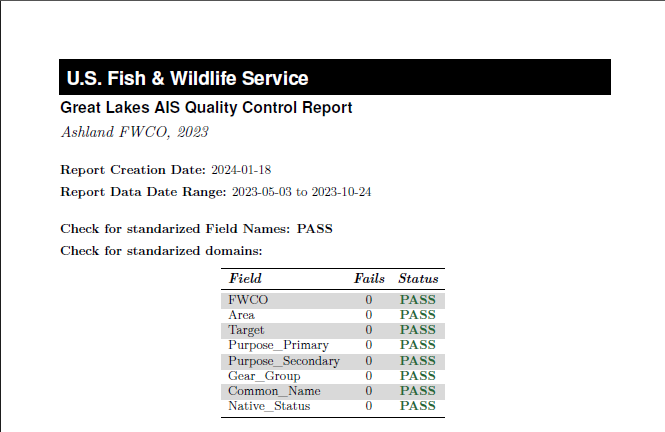 U.S. Fish & Wildlife Service
Great Lakes AIS Quality Control Report
Ashland FWCO, 2023
Report Creation Date: 2024-01-18
Report Data Date Range: 2023-05-03 to 2023-10-24
Check for standarized Field Names: PASS
Check for standarized domains:
Field Fails Status
FWCO 0 PASS
Area 0 PASS
Target 0 PASS
Purpose_Primary 0 PASS
Purpose_Secondary 0 PASS
Gear_Group 0 PASS
Common_Name 0 PASS
Native_Status 0 PASS